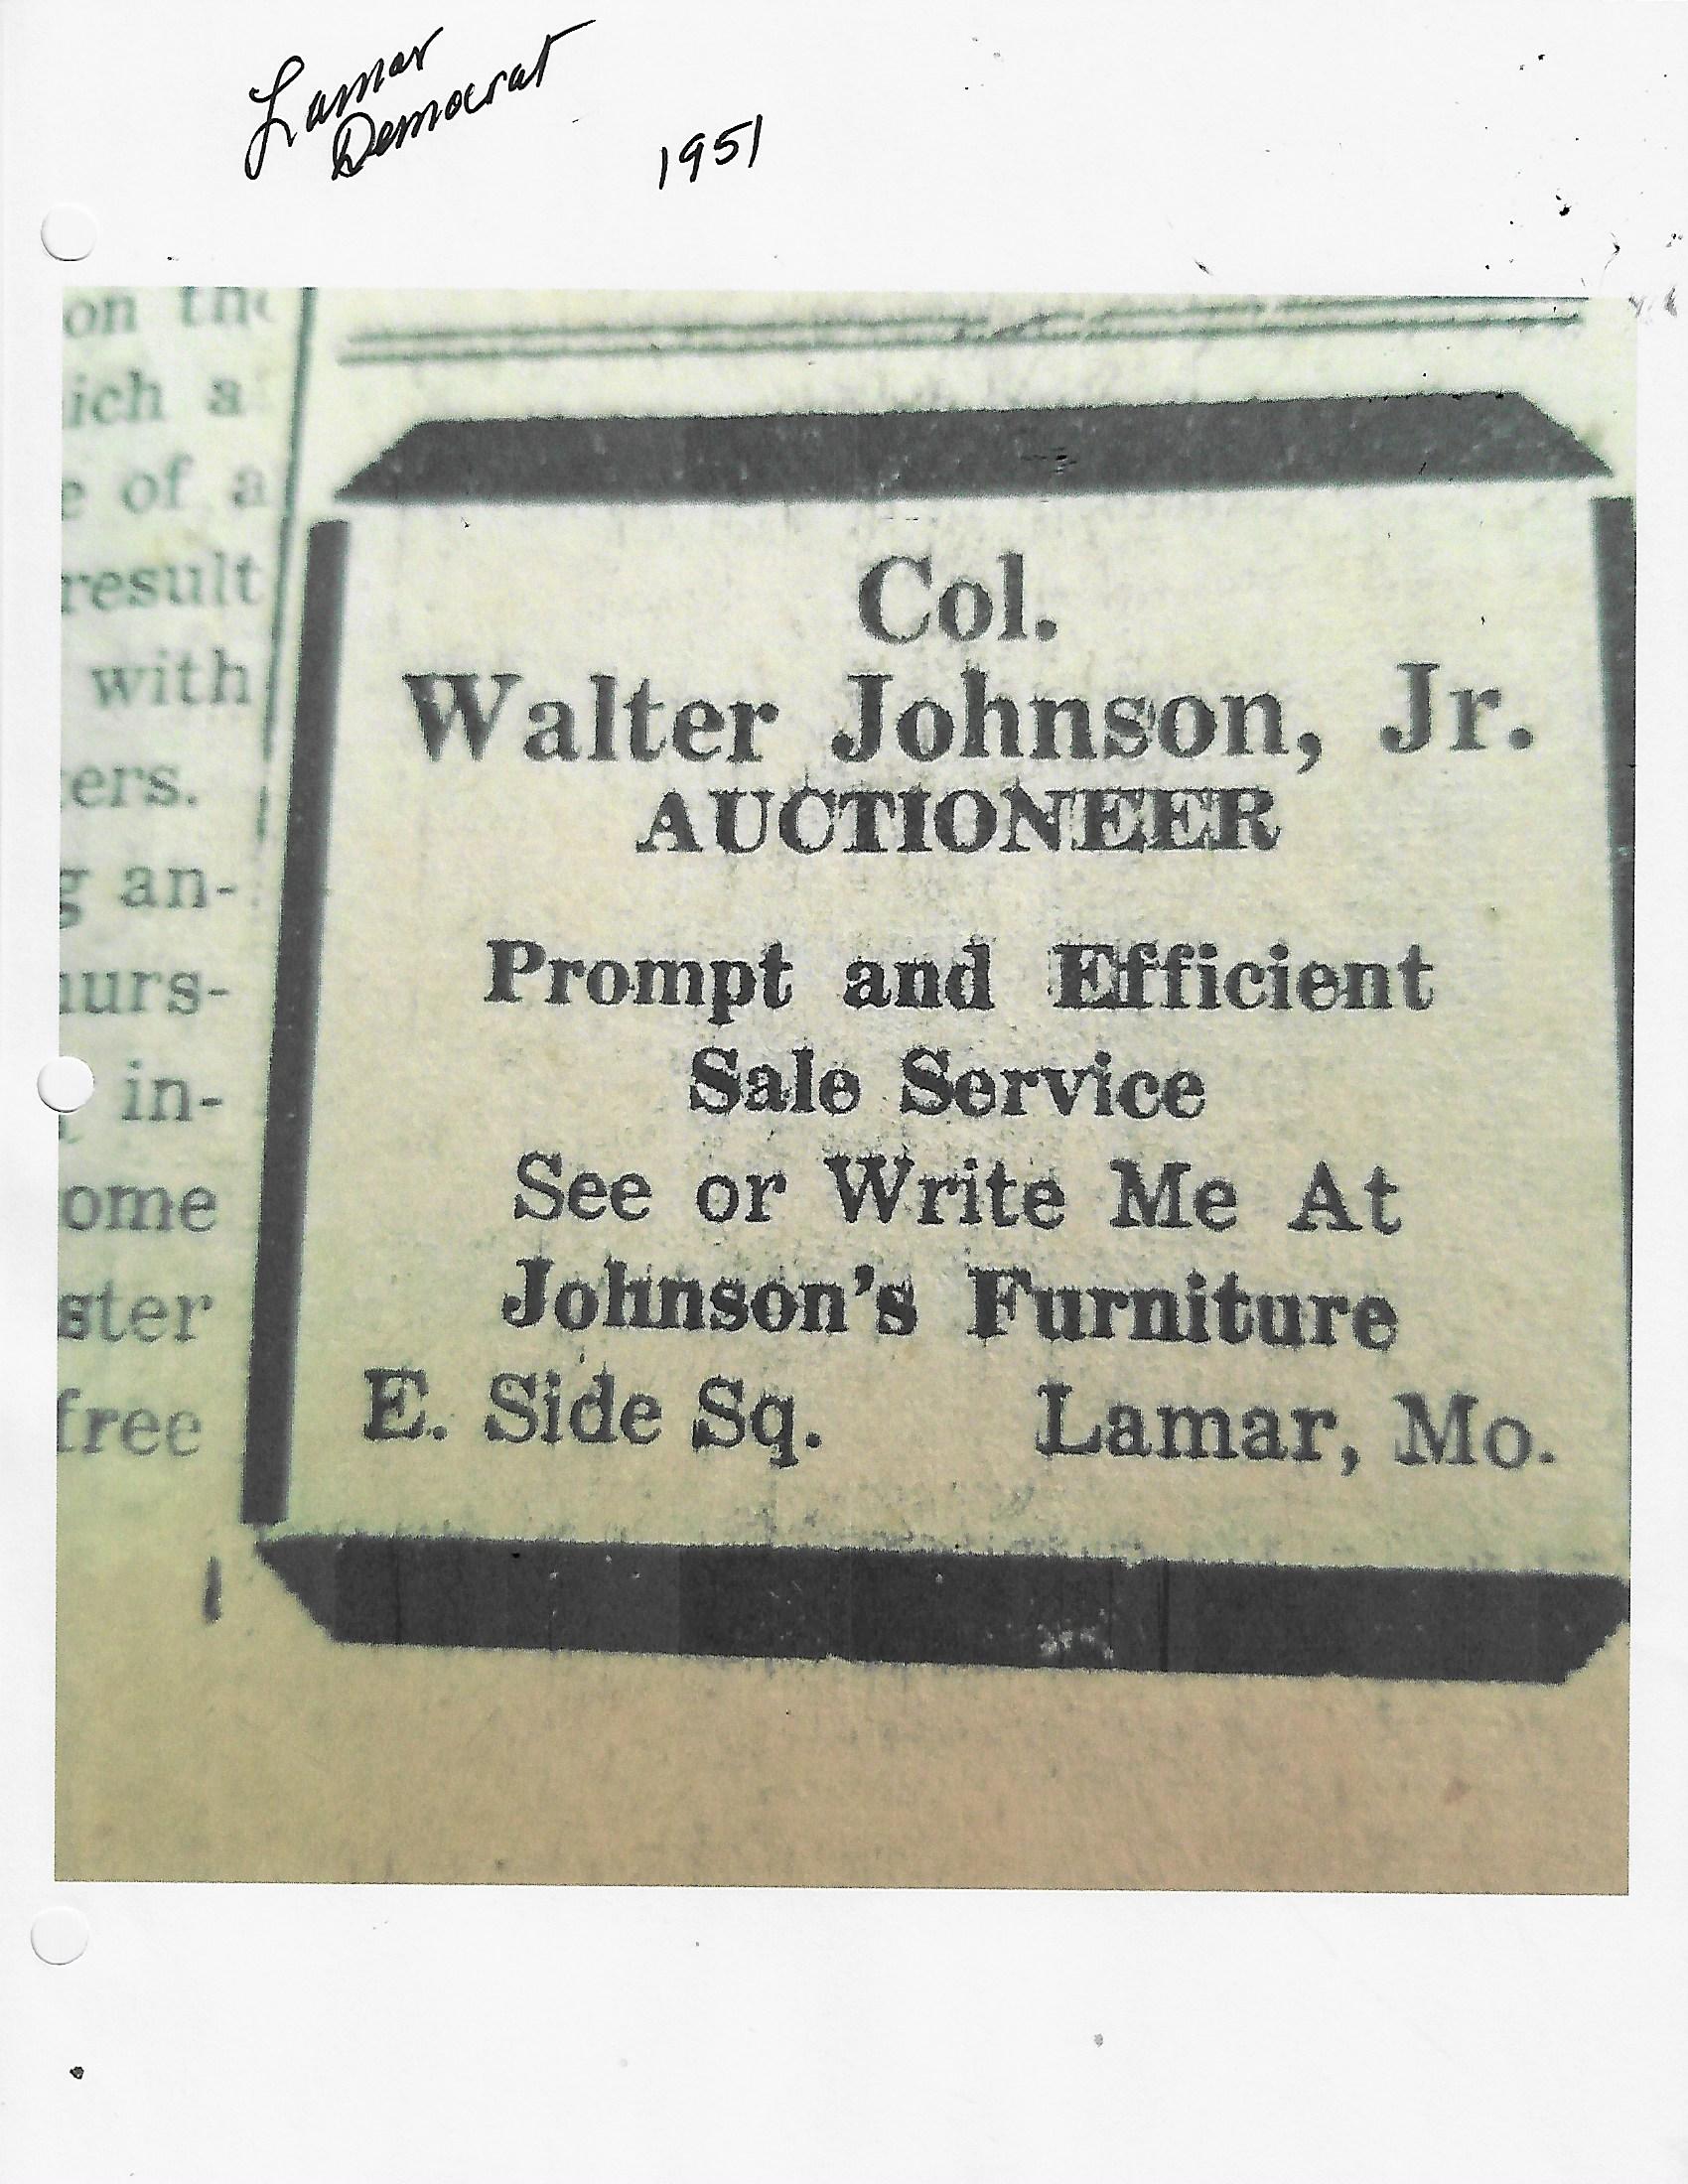 Lamar
Democrat
1951
on the
ich a
e of a
result
with
ers.
g an-
urs-
in-
ome
ster
free
Col.
Walter Johnson, Jr.
AUCTIONEER
Prompt and Efficient
Sale Service
See or Write Me At
Johnson's Furniture
E. Side Sq. Lamar, Mo.